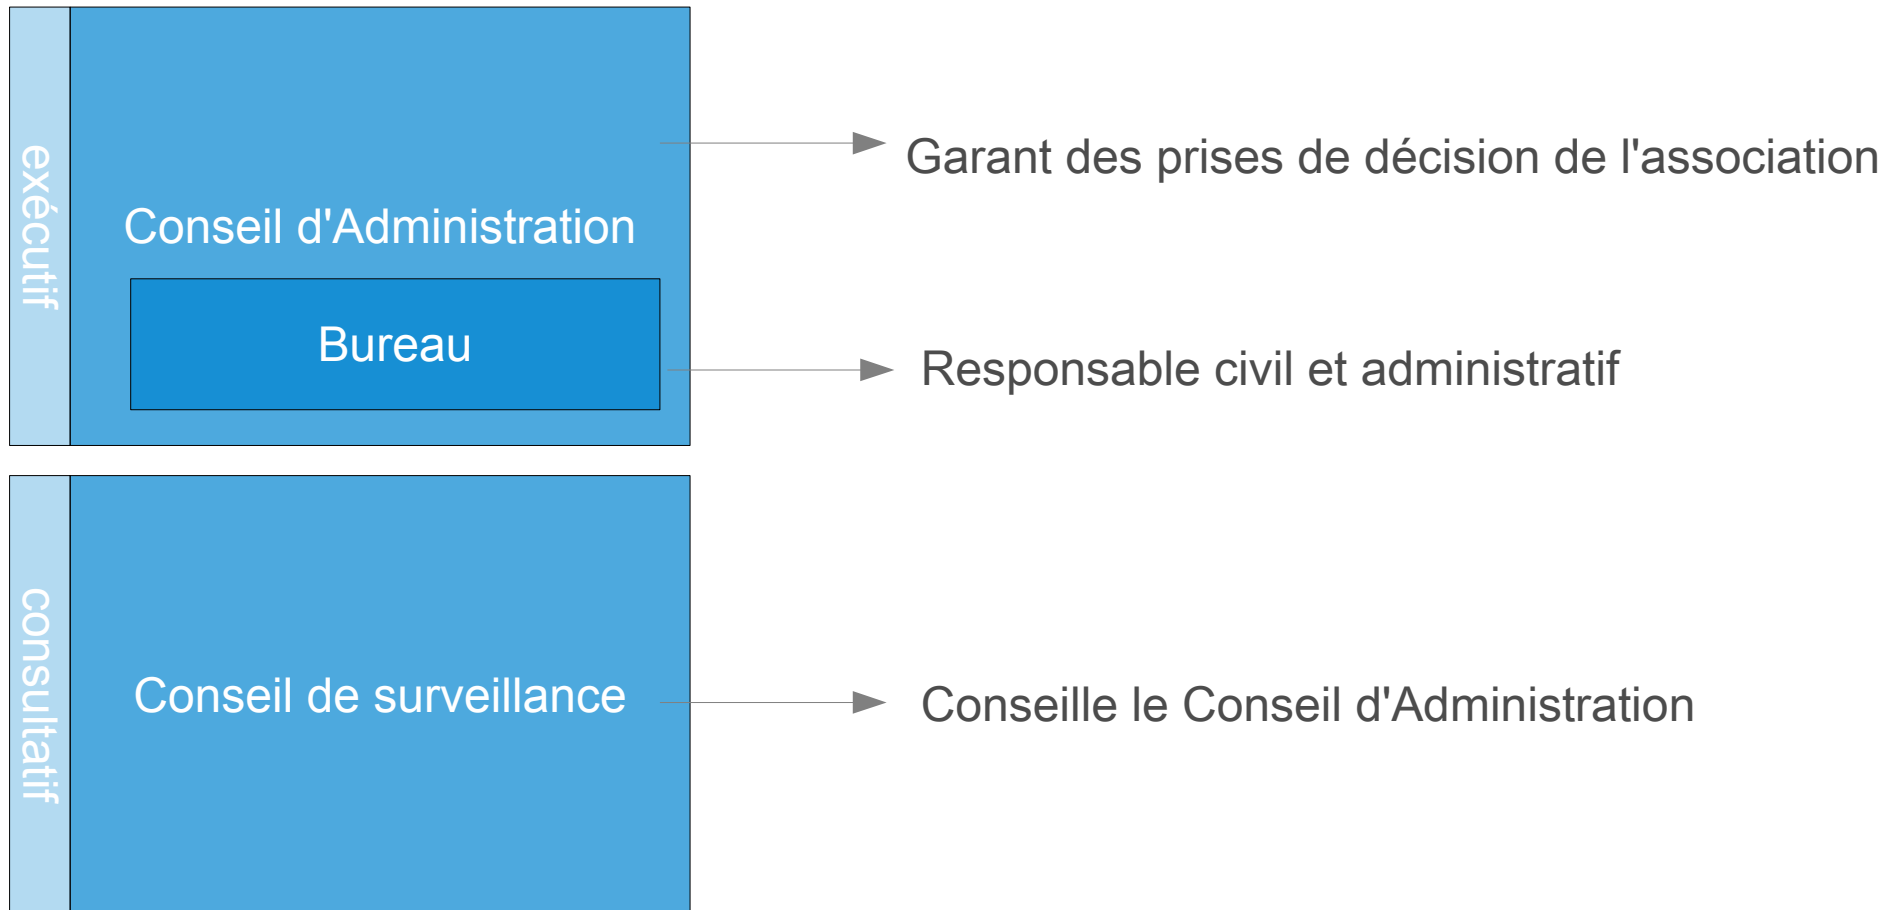 exécutif
Conseil d'Administration
Garant des prises de décision de l'association
Bureau
Responsable civil et administratif
consultatif
Conseil de surveillance
Conseille le Conseil d'Administration